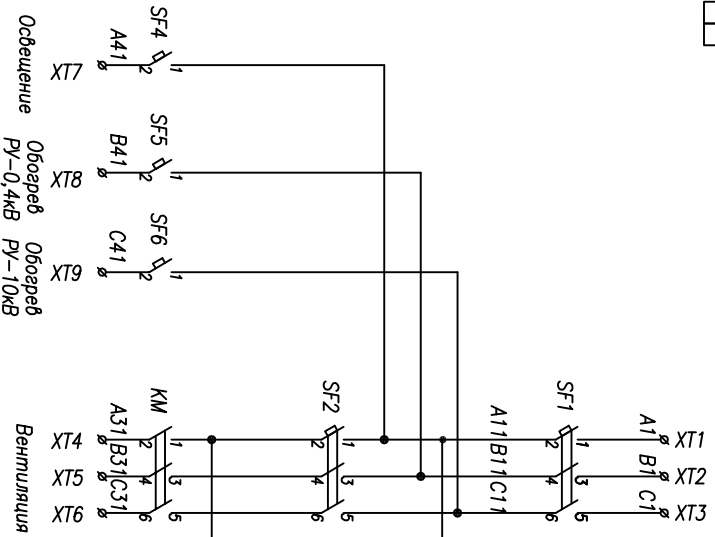 SF4
A41
2
1
XT7
Освещение
SF5
B41
2
1
XT8
Обогрев
РУ-0,4кВ
SF6
C41
2
1
XT9
Обогрев
РУ-10кВ
SF1
A1
XT1
B1
XT2
C1
XT3
A11
B11
C11
2
1
4
3
6
5
SF2
2
1
4
3
6
5
KM
2
1
4
3
6
5
A31
B31
C31
XT4
XT5
XT6
Вентиляция